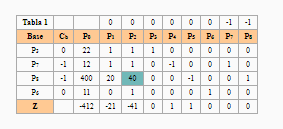 Tabla 1 0 0 0 0 0 0 -1 -1
Base Cb P₀ P₁ P₂ P₃ P₄ P₅ P₆ P₇ P₈
P₃ 0 22 1 1 1 0 0 0 0 0
P₇ -1 12 1 1 0 -1 0 0 1 0
P₈ -1 400 20 40 0 0 -1 0 0 1
P₆ 0 11 0 1 0 0 0 1 0 0
Z -412 -21 -41 0 1 1 0 0 0